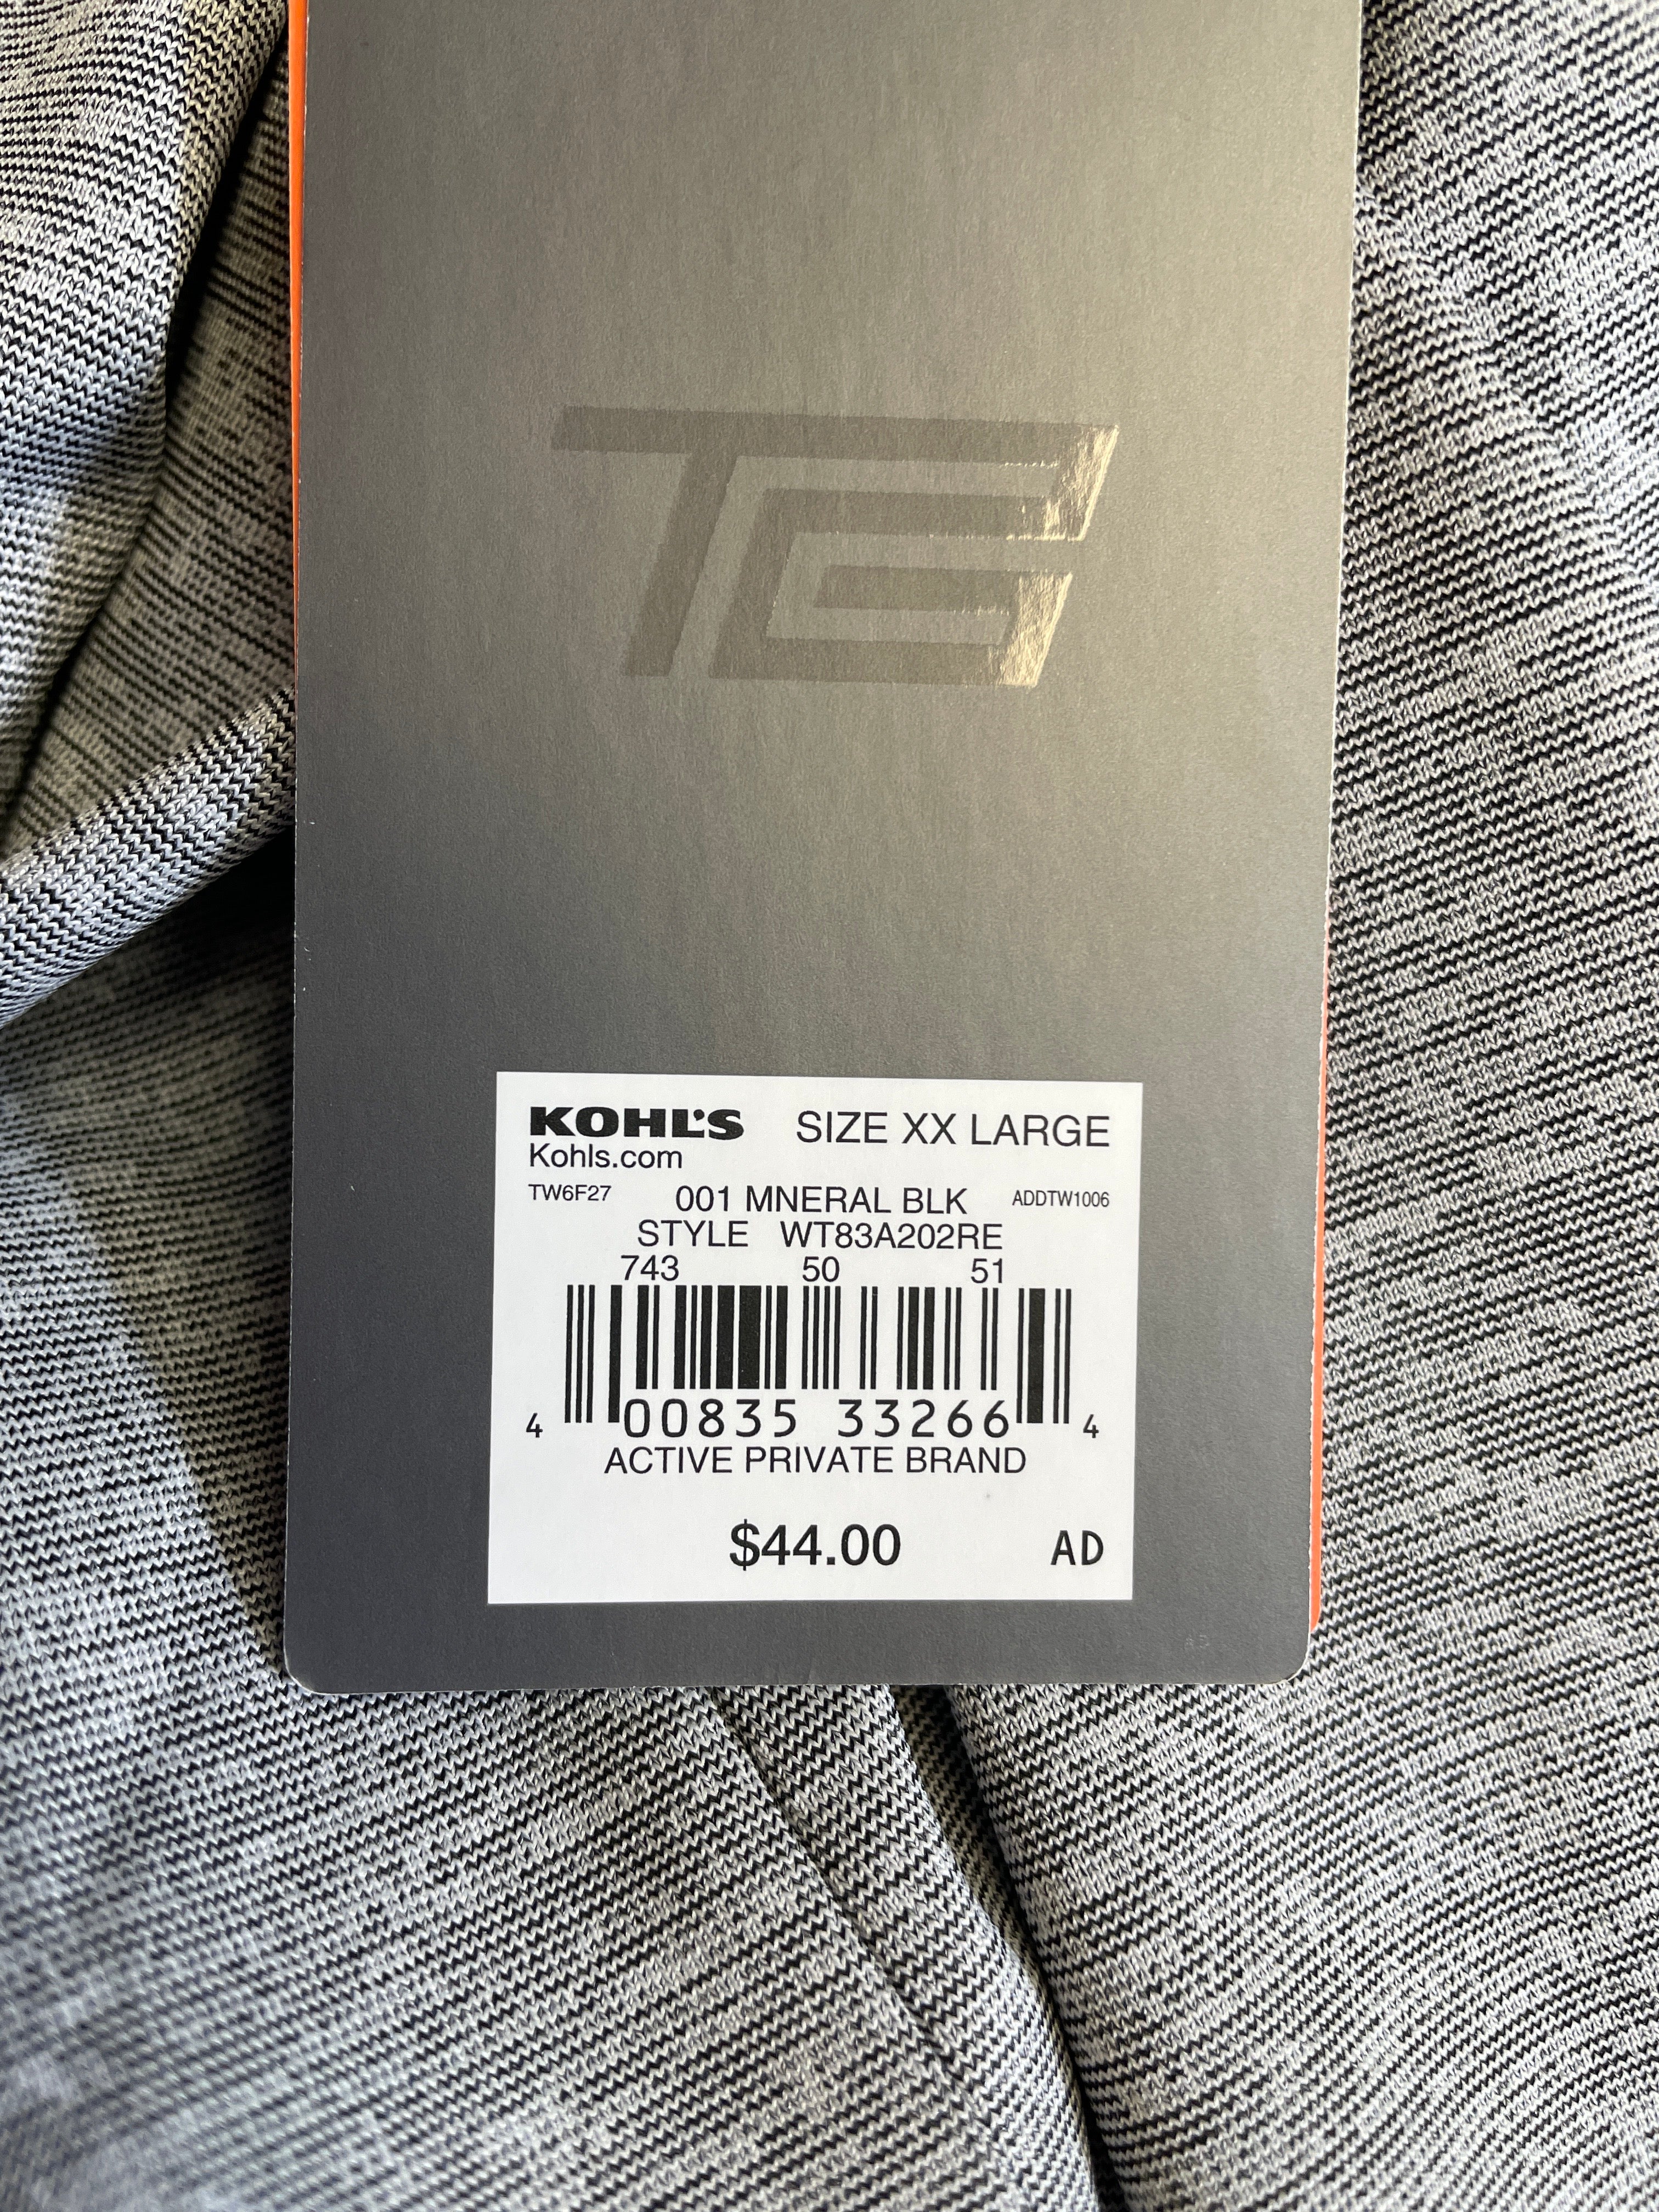 TG
KOHL'S SIZE XX LARGE
Kohls.com
TW6F27 001 MNERAL BLK ADDTW1006
STYLE WT83A202RE
743 50 51
4 00835 33266 4
ACTIVE PRIVATE BRAND
$44.00 AD